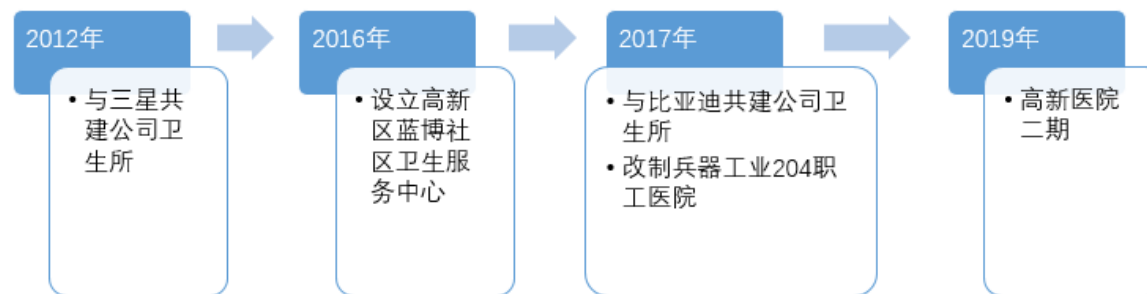 2012年
• 与三星共
建公司卫
生所
2016年
• 设立高新
区蓝博社
区卫生服
务中心
2017年
• 与比亚迪共建公司卫
生所
• 改制兵器工业204职
工医院
2019年
• 高新医院
二期